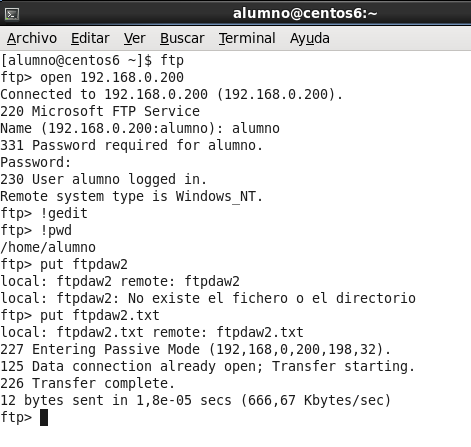 alumno@centos6:~
Archivo Editar Ver Buscar Terminal Ayuda
[alumno@centos6 ~]$ ftp
ftp> open 192.168.0.200
Connected to 192.168.0.200 (192.168.0.200).
220 Microsoft FTP Service
Name (192.168.0.200:alumno): alumno
331 Password required for alumno.
Password:
230 User alumno logged in.
Remote system type is Windows_NT.
ftp> !gedit
ftp> !pwd
/home/alumno
ftp> put ftpdaw2
local: ftpdaw2 remote: ftpdaw2
local: ftpdaw2: No existe el fichero o el directorio
ftp> put ftpdaw2.txt
local: ftpdaw2.txt remote: ftpdaw2.txt
227 Entering Passive Mode (192,168,0,200,198,32).
125 Data connection already open; Transfer starting.
226 Transfer complete.
12 bytes sent in 1,8e-05 secs (666,67 Kbytes/sec)
ftp>